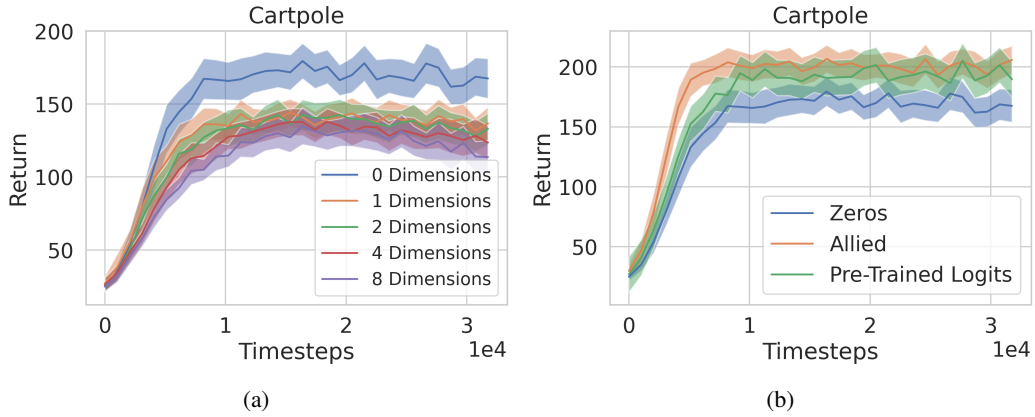 Cartpole
200
150
100
50
Return
0 Dimensions
1 Dimensions
2 Dimensions
4 Dimensions
8 Dimensions
0 1 2 3
1e4
Timesteps
(a)
Cartpole
200
150
100
50
Return
Zeros
Allied
Pre-Trained Logits
0 1 2 3
1e4
Timesteps
(b)